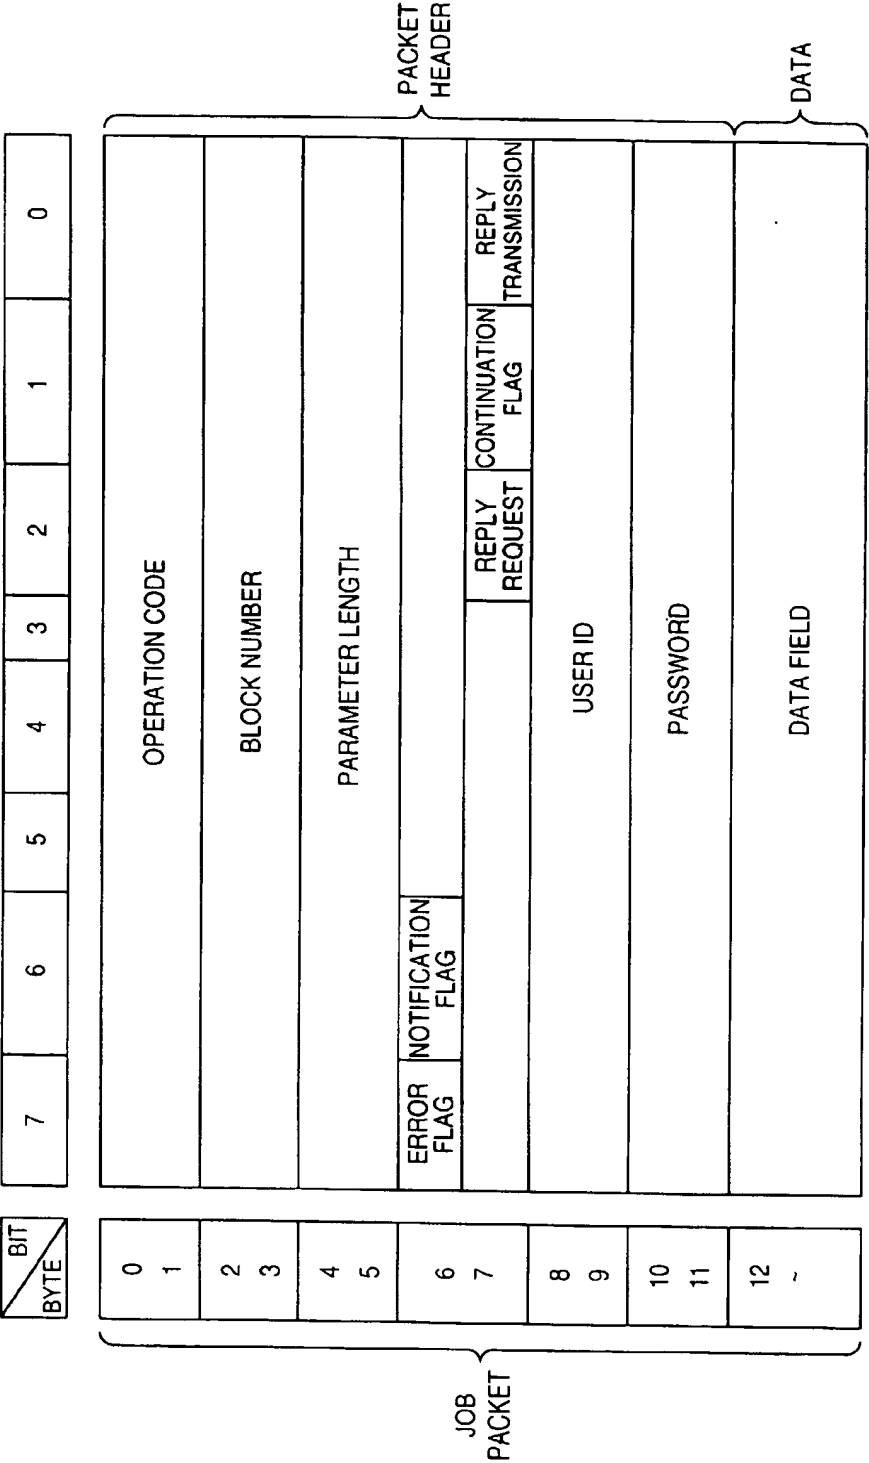 BIT
BYTE
7 6 5 4 3 2 1 0
JOB
PACKET
0
1
OPERATION CODE
2
3
BLOCK NUMBER
4
5
PARAMETER LENGTH
6
7
ERROR
FLAG
NOTIFICATION
FLAG
REPLY
REQUEST
CONTINUATION
FLAG
REPLY
TRANSMISSION
8
9
USER ID
10
11
PASSWORD
12
~
DATA FIELD
PACKET
HEADER
DATA